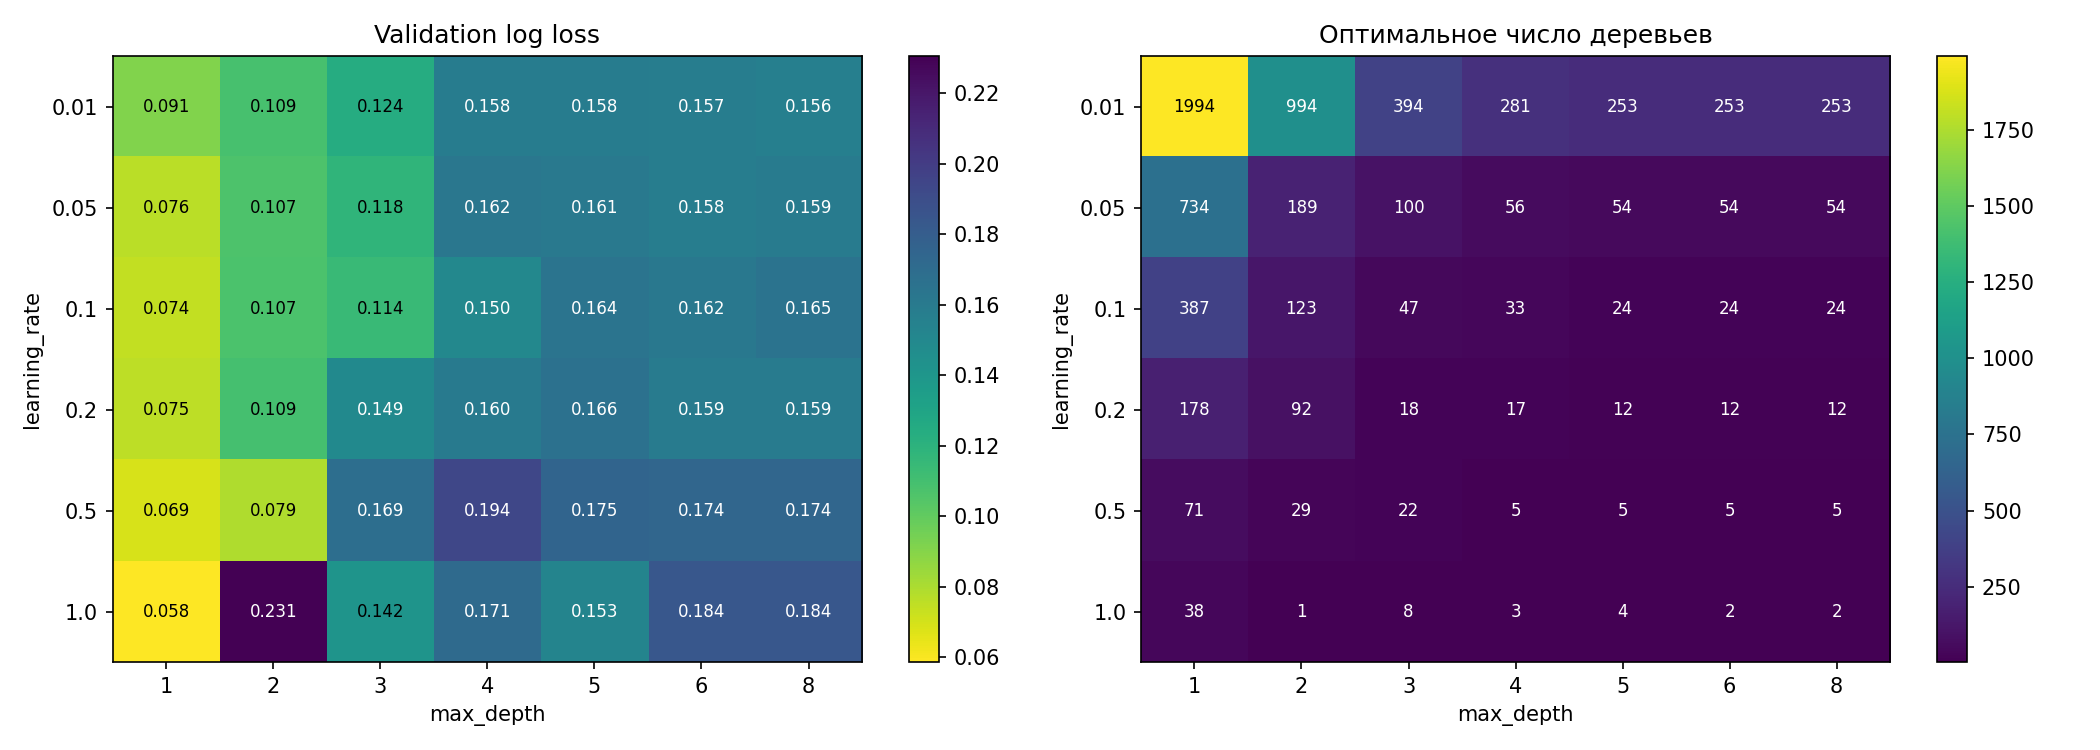 Validation log loss
learning_rate
0.01 0.091 0.109 0.124 0.158 0.158 0.157 0.156
0.05 0.076 0.107 0.118 0.162 0.161 0.158 0.159
0.1 0.074 0.107 0.114 0.150 0.164 0.162 0.165
0.2 0.075 0.109 0.149 0.160 0.166 0.159 0.159
0.5 0.069 0.079 0.169 0.194 0.175 0.174 0.174
1.0 0.058 0.231 0.142 0.171 0.153 0.184 0.184
1 2 3 4 5 6 8
max_depth
0.22
0.20
0.18
0.16
0.14
0.12
0.10
0.08
0.06
Оптимальное число деревьев
learning_rate
0.01 1994 994 394 281 253 253 253
0.05 734 189 100 56 54 54 54
0.1 387 123 47 33 24 24 24
0.2 178 92 18 17 12 12 12
0.5 71 29 22 5 5 5 5
1.0 38 1 8 3 4 2 2
1 2 3 4 5 6 8
max_depth
1750
1500
1250
1000
750
500
250